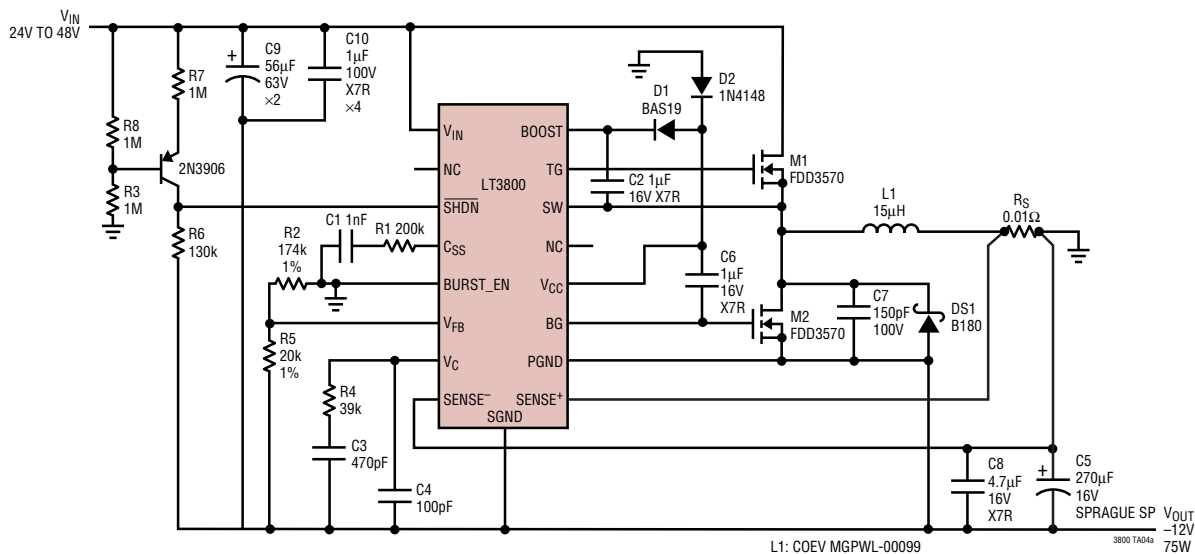 VIN
24V TO 48V
R8
1M
R3
1M
R7
1M
2N3906
R6
130k
+
C9
56μF
63V
×2
C10
1μF
100V
X7R
×4
R2
174k
1%
C1 1nF
R1 200k
R5
20k
1%
R4
39k
C3
470pF
C4
100pF
LT3800
VIN
NC
SHDN
CSS
BURST_EN
VFB
VC
SENSE–
SGND
BOOST
TG
SW
NC
VCC
BG
PGND
SENSE+
D1
BAS19
D2
1N4148
C2 1μF
16V X7R
C6
1μF
16V
X7R
M1
FDD3570
M2
FDD3570
L1
15μH
RS
0.01Ω
C7
150pF
100V
DS1
B180
C8
4.7μF
16V
X7R
+
C5
270μF
16V
SPRAGUE SP
VOUT
–12V
75W
3800 TA04a
L1: COEV MGPWL-00099